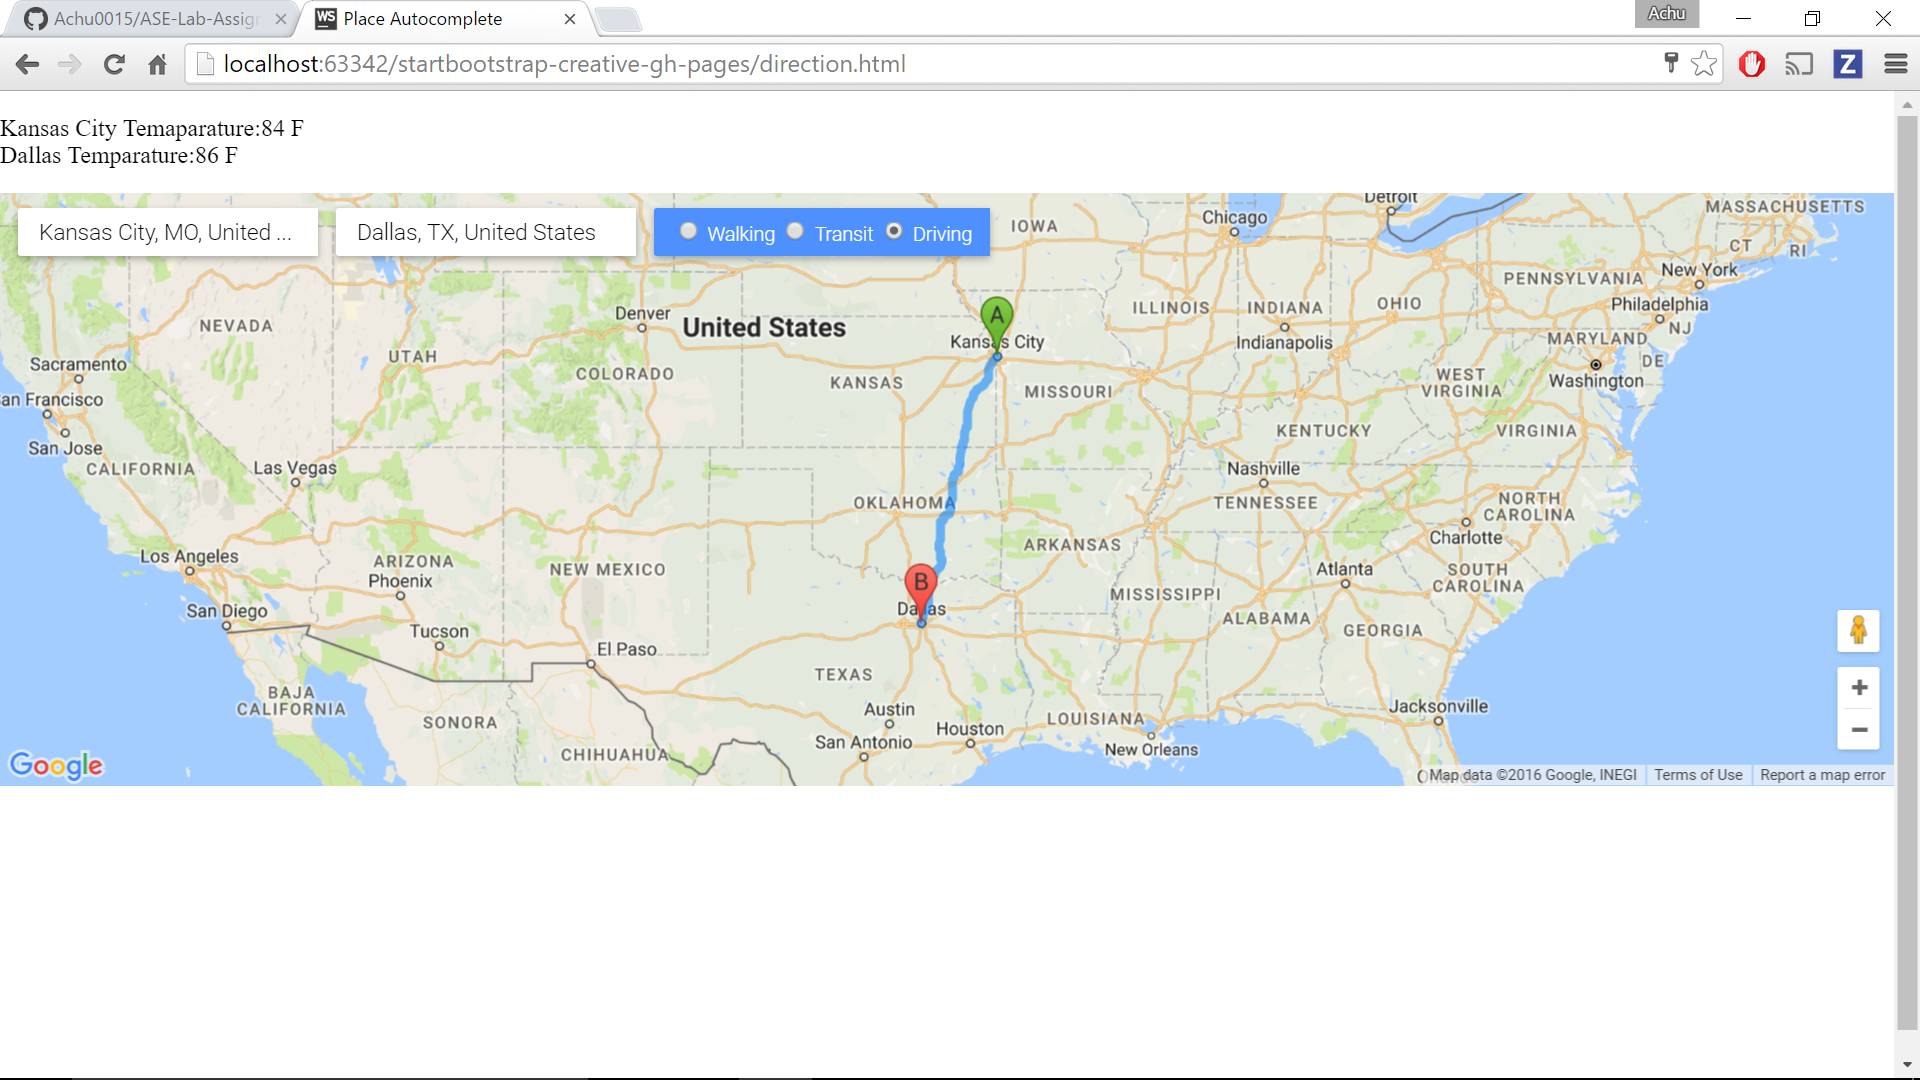 Achu0015/ASE-Lab-Assig
WS Place Autocomplete
Achu
localhost:63342/startbootstrap-creative-gh-pages/direction.html
Z
Kansas City Temaparature:84 F
Dallas Temparature:86 F
Kansas City, MO, United ...
Dallas, TX, United States
Walking Transit Driving
IOWA
Chicago
Detroit
MASSACHUSETTS
CT
RI
PENNSYLVANIA
New York
Philadelphia
NJ
NEVADA
Denver
United States
A
Kansas City
ILLINOIS
INDIANA
OHIO
Indianapolis
MARYLAND
DE
Washington
Sacramento
UTAH
COLORADO
KANSAS
MISSOURI
WEST
VIRGINIA
an Francisco
San Jose
CALIFORNIA
Las Vegas
KENTUCKY
VIRGINIA
Nashville
TENNESSEE
OKLAHOMA
NORTH
CAROLINA
Charlotte
Los Angeles
ARIZONA
Phoenix
NEW MEXICO
ARKANSAS
Atlanta
SOUTH
CAROLINA
San Diego
B
Dallas
MISSISSIPPI
ALABAMA
GEORGIA
Tucson
El Paso
TEXAS
BAJA
CALIFORNIA
SONORA
Austin
Houston
LOUISIANA
Jacksonville
San Antonio
CHIHUAHUA
New Orleans
Google
Map data ©2016 Google, INEGI Terms of Use Report a map error